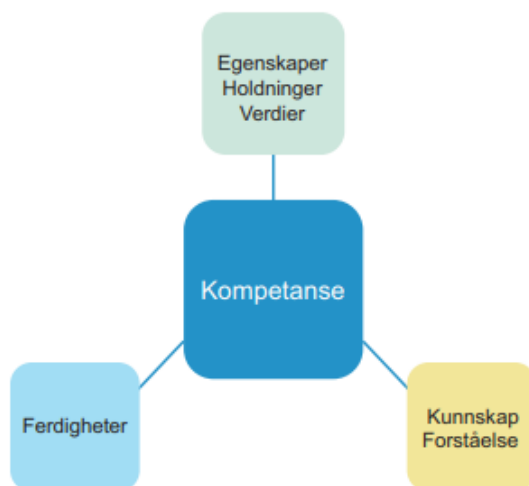 Egenskaper
Holdninger
Verdier
Kompetanse
Ferdigheter
Kunnskap
Forståelse